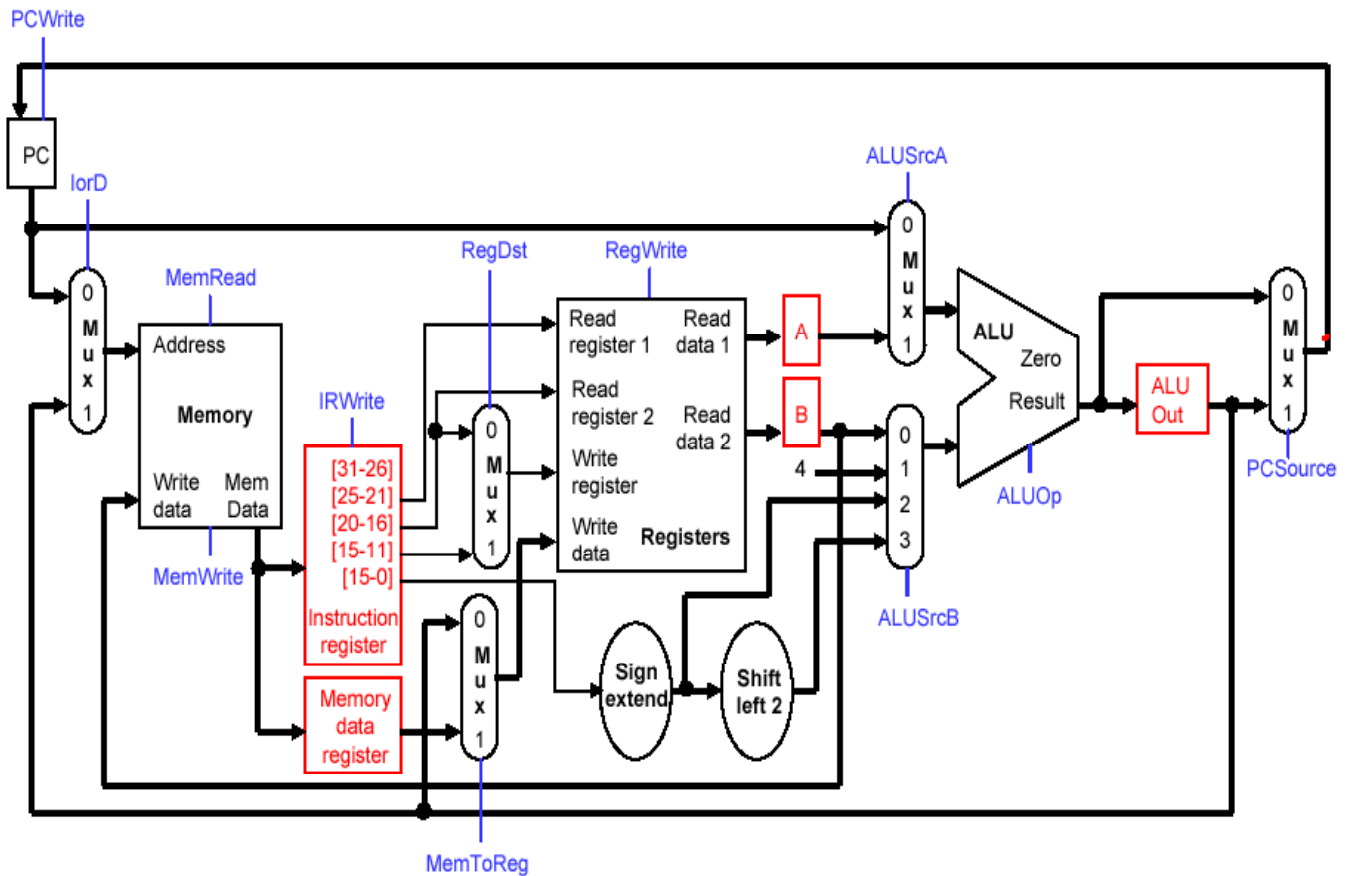 PCWrite
PC
IorD
0
M
u
x
1
MemRead
Address
Memory
Write
data
Mem
Data
MemWrite
IRWrite
[31-26]
[25-21]
[20-16]
[15-11]
[15-0]
Instruction
register
Memory
data
register
RegDst
0
M
u
x
1
0
M
u
x
1
MemToReg
RegWrite
Read
register 1
Read
data 1
Read
register 2
Read
data 2
Write
register
Write
data
Registers
Sign
extend
Shift
left 2
A
B
4
ALUSrcA
0
M
u
x
1
0
1
2
3
ALUSrcB
ALU
Zero
Result
ALUOp
ALU
Out
0
M
u
x
1
PCSource